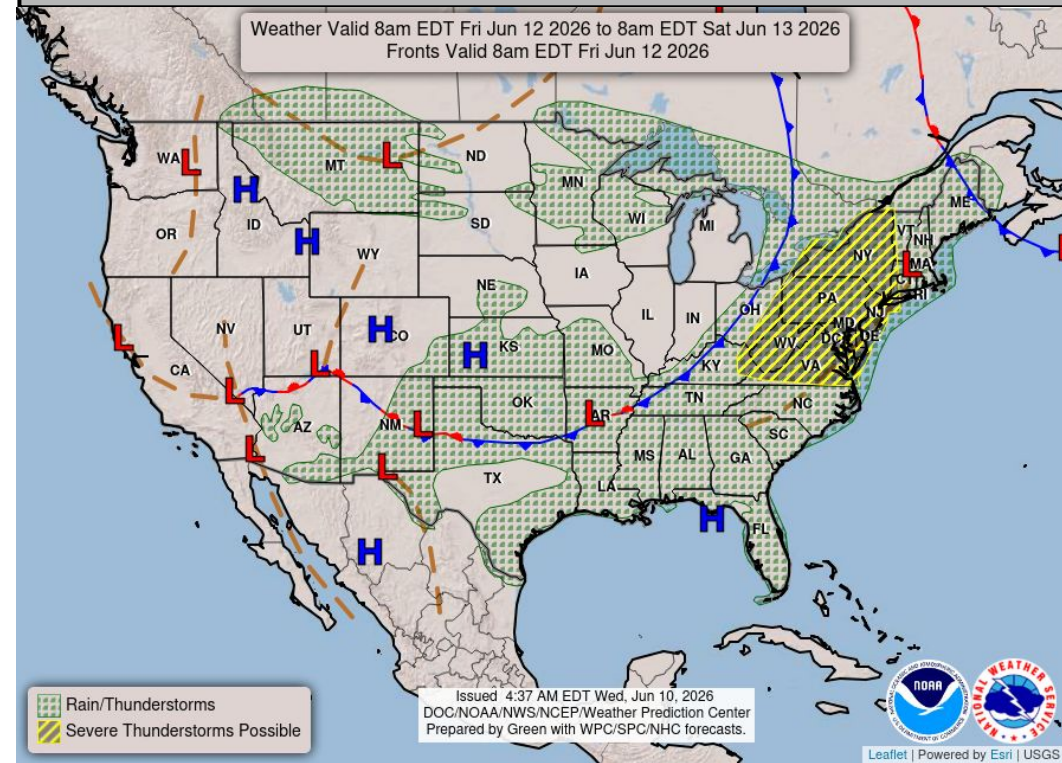 Weather Valid 8am EDT Fri Jun 12 2026 to 8am EDT Sat Jun 13 2026
Fronts Valid 8am EDT Fri Jun 12 2026
WA
MT
ND
MN
ME
OR
ID
SD
WI
MI
VT
NH
NY
MA
CT
RI
WY
IA
NE
PA
NJ
OH
NV
UT
CO
IL
IN
MD
DE
DC
WV
VA
KS
MO
KY
CA
AZ
NM
OK
AR
TN
NC
SC
TX
MS
AL
GA
LA
FL
L
L
H
H
L
L
H
H
L
L
L
L
L
L
H
H
Rain/Thunderstorms
Severe Thunderstorms Possible
Issued 4:37 AM EDT Wed, Jun 10, 2026
DOC/NOAA/NWS/NCEP/Weather Prediction Center
Prepared by Green with WPC/SPC/NHC forecasts.
NOAA
NATIONAL WEATHER SERVICE
Leaflet | Powered by Esri | USGS